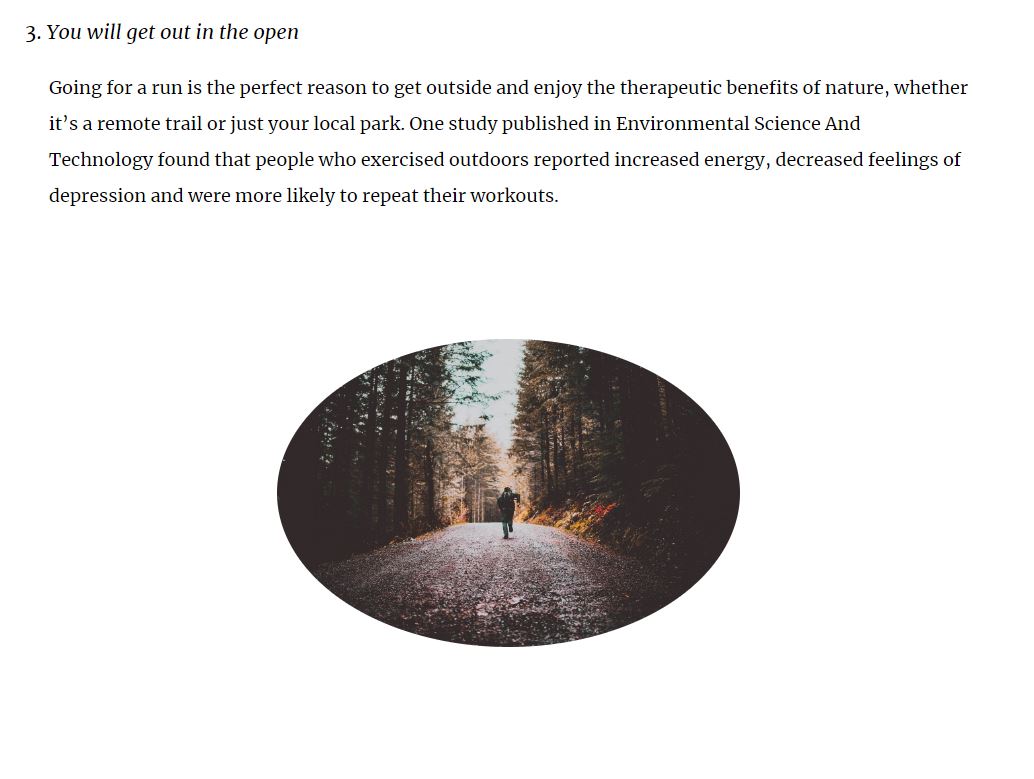 3. You will get out in the open
Going for a run is the perfect reason to get outside and enjoy the therapeutic benefits of nature, whether
it’s a remote trail or just your local park. One study published in Environmental Science And
Technology found that people who exercised outdoors reported increased energy, decreased feelings of
depression and were more likely to repeat their workouts.